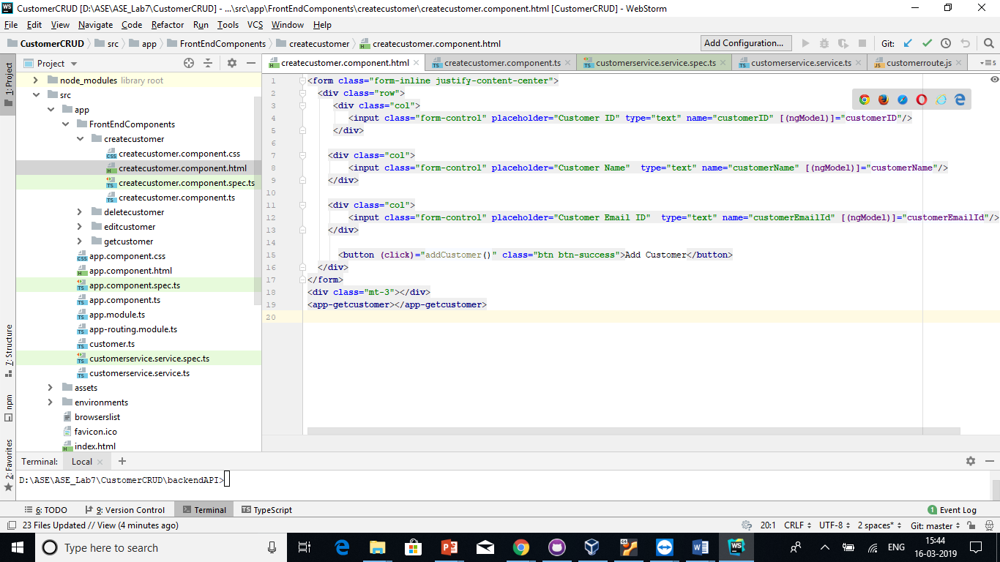 CustomerCRUD [D:\ASE\ASE_Lab7\CustomerCRUD] - ...\src\app\FrontEndComponents\createcustomer\createcustomer.component.html [CustomerCRUD] - WebStorm
File Edit View Navigate Code Refactor Run Tools VCS Window Help
CustomerCRUD src app FrontEndComponents createcustomer createcustomer.component.html Add Configuration... Git:
1: Project
Project
createcustomer.component.html createcustomer.component.ts customerservice.service.spec.ts customerservice.service.ts customerroute.js 5
node_modules library root
src
app
FrontEndComponents
createcustomer
createcustomer.component.css
createcustomer.component.html
createcustomer.component.spec.ts
createcustomer.component.ts
deletecustomer
editcustomer
getcustomer
app.component.css
app.component.html
app.component.spec.ts
app.component.ts
app.module.ts
app-routing.module.ts
customer.ts
customerservice.service.spec.ts
customerservice.service.ts
assets
environments
browserslist
favicon.ico
index.html
7: Structure
npm
2: Favorites
1 <form class="form-inline justify-content-center">
2 <div class="row">
3 <div class="col">
4 <input class="form-control" placeholder="Customer ID" type="text" name="customerID" [(ngModel)]="customerID"/>
5 </div>
6
7 <div class="col">
8 <input class="form-control" placeholder="Customer Name"  type="text" name="customerName" [(ngModel)]="customerName"/>
9 </div>
10
11 <div class="col">
12 <input class="form-control" placeholder="Customer Email ID"  type="text" name="customerEmailId" [(ngModel)]="customerEmailId"/>
13 </div>
14
15 <button (click)="addCustomer()" class="btn btn-success">Add Customer</button>
16 </div>
17 </form>
18 <div class="mt-3"></div>
19 <app-getcustomer></app-getcustomer>
20
Terminal: Local
D:\ASE\ASE_Lab7\CustomerCRUD\backendAPI>
6: TODO 9: Version Control Terminal TypeScript 1 Event Log
23 Files Updated // View (4 minutes ago) 20:1 CRLF UTF-8 2 spaces* Git: master
Type here to search ENG 15:44
16-03-2019